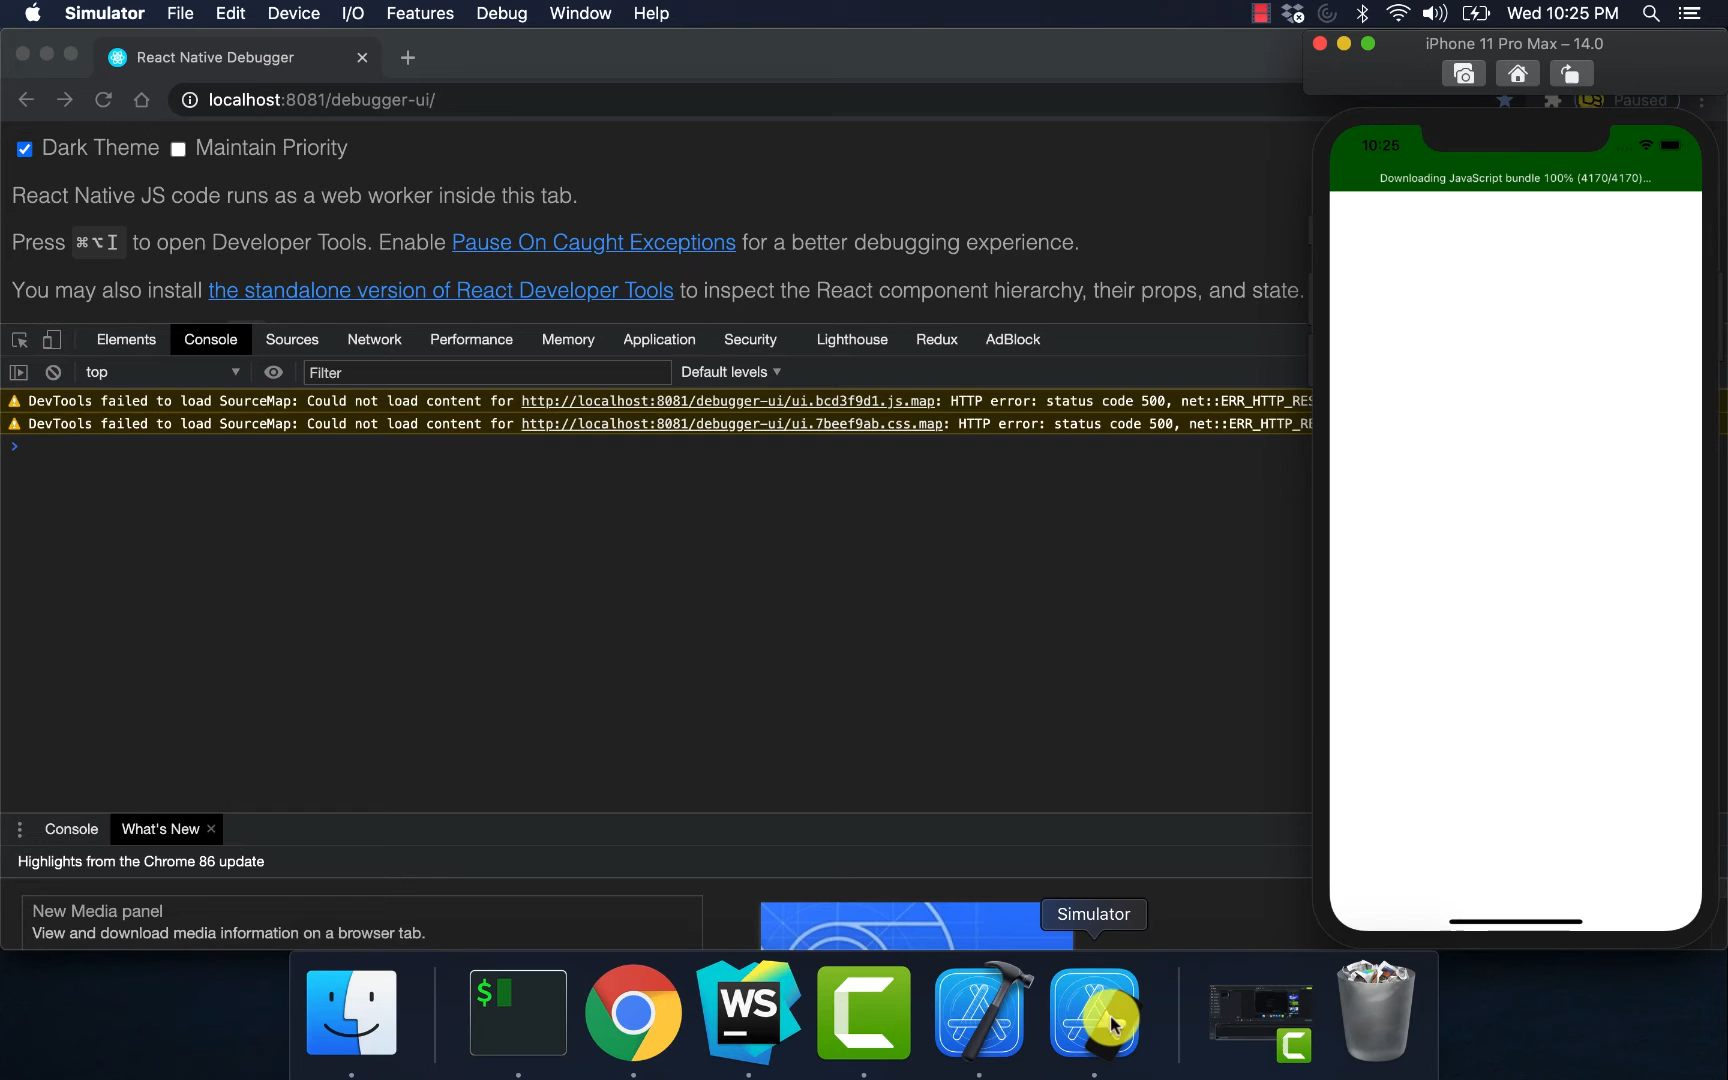 Simulator File Edit Device I/O Features Debug Window Help Wed 10:25 PM
React Native Debugger
iPhone 11 Pro Max – 14.0
localhost:8081/debugger-ui/
Paused
Dark Theme Maintain Priority
React Native JS code runs as a web worker inside this tab.
Press ⌘⌥I to open Developer Tools. Enable Pause On Caught Exceptions for a better debugging experience.
You may also install the standalone version of React Developer Tools to inspect the React component hierarchy, their props, and state.
10:25
Downloading JavaScript bundle 100% (4170/4170)...
Elements Console Sources Network Performance Memory Application Security Lighthouse Redux AdBlock
top Filter Default levels
DevTools failed to load SourceMap: Could not load content for http://localhost:8081/debugger-ui/ui.bcd3f9d1.js.map: HTTP error: status code 500, net::ERR_HTTP_RES
DevTools failed to load SourceMap: Could not load content for http://localhost:8081/debugger-ui/ui.7beef9ab.css.map: HTTP error: status code 500, net::ERR_HTTP_RE
Console What's New
Highlights from the Chrome 86 update
New Media panel
View and download media information on a browser tab.
Simulator
$
WS